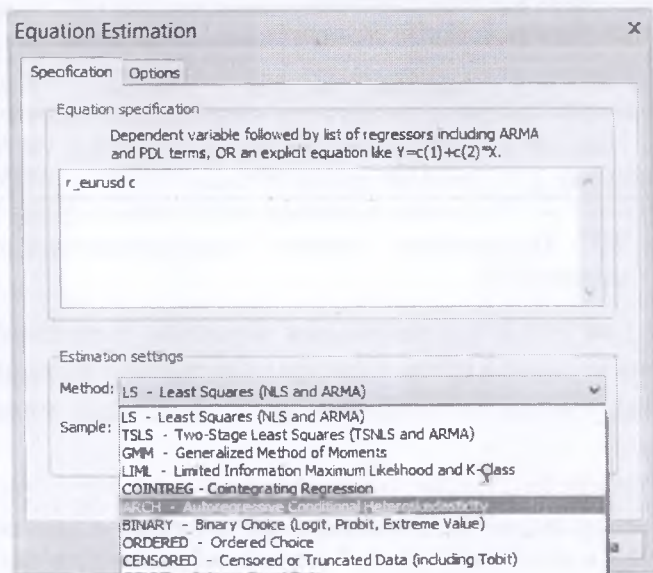 Equation Estimation
Specification Options
Equation specification
Dependent variable followed by list of regressors including ARMA
and PDL terms, OR an explicit equation like Y=c(1)+c(2)*X.
r_eurusd c
Estimation settings
Method: LS - Least Squares (NLS and ARMA)
Sample:
LS - Least Squares (NLS and ARMA)
TSLS - Two-Stage Least Squares (TSNLS and ARMA)
GMM - Generalized Method of Moments
LIML - Limited Information Maximum Likelihood and K-Class
COINTREG - Cointegrating Regression
ARCH - Autoregressive Conditional Heteroskedasticity
BINARY - Binary Choice (Logit, Probit, Extreme Value)
ORDERED - Ordered Choice
CENSORED - Censored or Truncated Data (including Tobit)